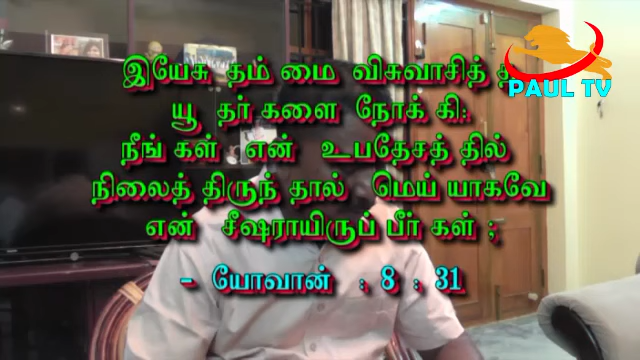 இயேசு தம்மை விசுவாசித்த
யூதர்களை நோக்கி:
நீங்கள் என் உபதேசத்தில்
நிலைத்திருந்தால் மெய்யாகவே
என் சீஷராயிருப்பீர்கள் ;
- யோவான் : 8 : 31
PAUL TV